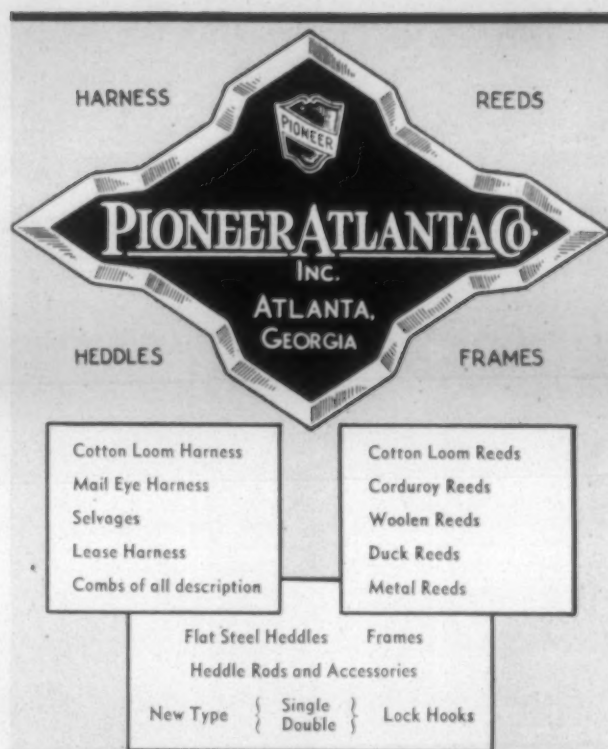 HARNESS
REEDS
PIONEER
PIONEER ATLANTA Co.
INC.
ATLANTA,
GEORGIA
HEDDLES
FRAMES
Cotton Loom Harness
Mail Eye Harness
Selvages
Lease Harness
Combs of all description
Cotton Loom Reeds
Corduroy Reeds
Woolen Reeds
Duck Reeds
Metal Reeds
Flat Steel Heddles Frames
Heddle Rods and Accessories
New Type { Single } Lock Hooks
{ Double }